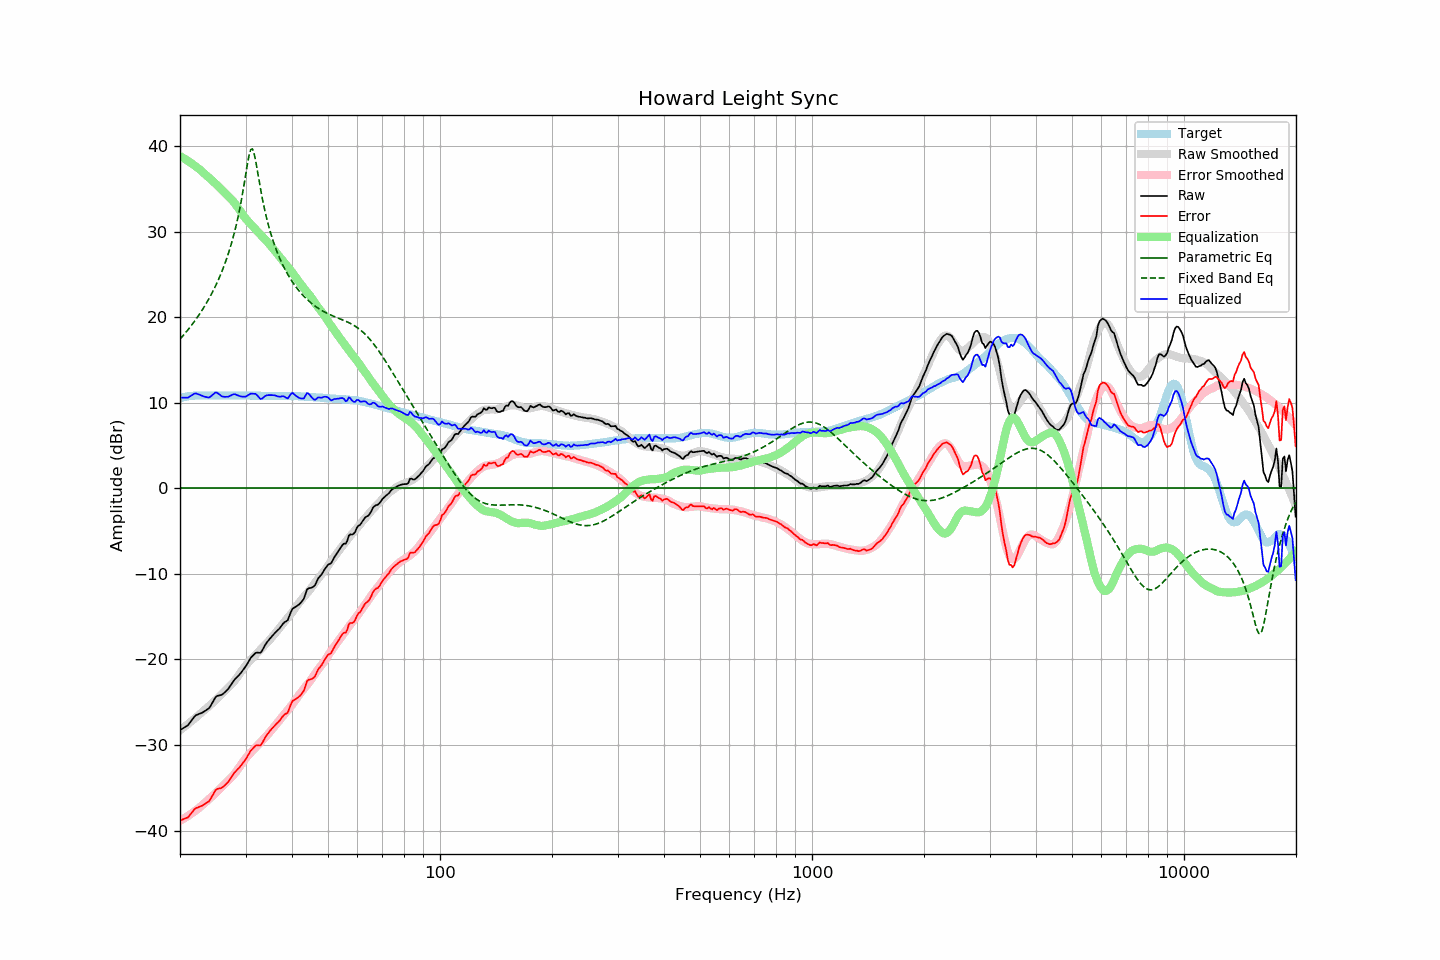 Howard Leight Sync
Amplitude (dBr)
40
30
20
10
0
−10
−20
−30
−40
Target
Raw Smoothed
Error Smoothed
Raw
Error
Equalization
Parametric Eq
Fixed Band Eq
Equalized
100
1000
10000
Frequency (Hz)